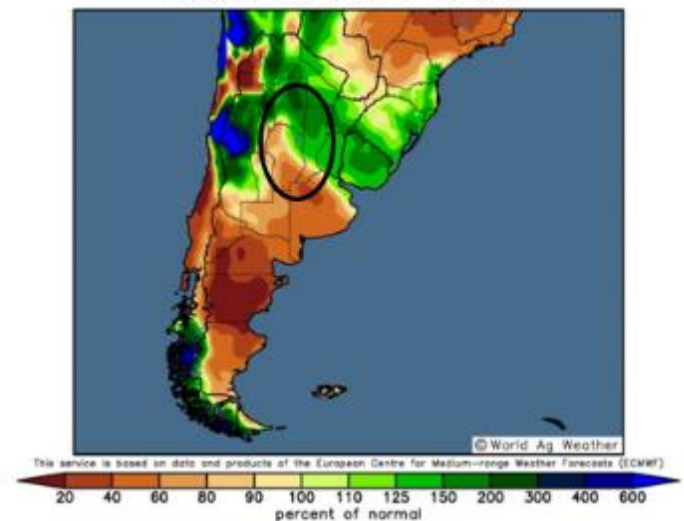 © World Ag Weather
This service is based on data and products of the European Centre for Medium-range Weather Forecasts (ECMWF)
20 40 60 80 90 100 110 125 150 200 300 400 600
percent of normal